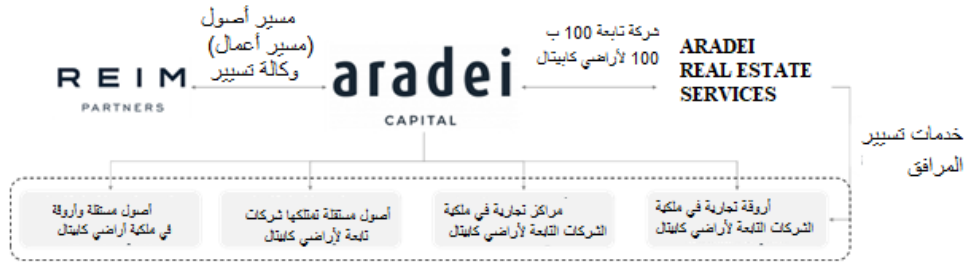 REIM
PARTNERS
مسير أصول
(مسير أعمال)
وكالة تسيير
aradei
CAPITAL
شركة تابعة 100 ب
100 لأراضي كابيتال
ARADEI
REAL ESTATE
SERVICES
خدمات تسيير
المرافق
أروقة تجارية في ملكية
الشركات التابعة لأراضي كابيتال
مراكز تجارية في ملكية
الشركات التابعة لأراضي كابيتال
أصول مستقلة تمتلكها شركات
تابعة لأراضي كابيتال
أصول مستقلة وأروقة
في ملكية أراضي كابيتال